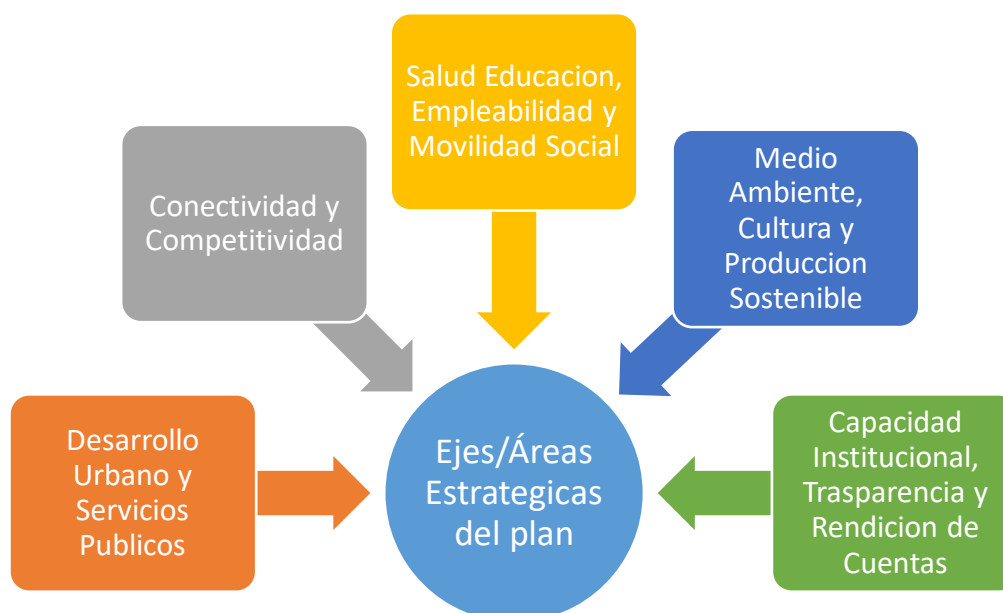 Salud Educacion,
Empleabilidad y
Movilidad Social
Conectividad y
Competitividad
Medio
Ambiente,
Cultura y
Produccion
Sostenible
Desarrollo
Urbano y
Servicios
Publicos
Ejes/Áreas
Estrategicas
del plan
Capacidad
Institucional,
Trasparencia y
Rendicion de
Cuentas